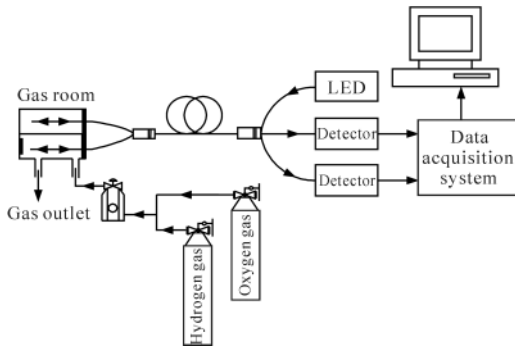 Gas room
LED
Detector
Detector
Data
acquisition
system
Gas outlet
Hydrogen gas
Oxygen gas